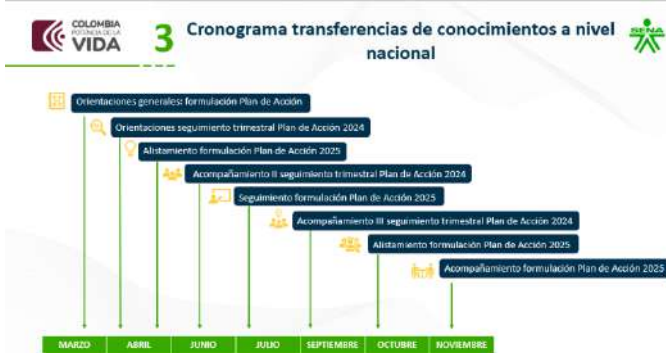 COLOMBIA
POTENCIA DE LA
VIDA
3
Cronograma transferencias de conocimientos a nivel
nacional
SENA
Orientaciones generales: formulación Plan de Acción
Orientaciones seguimiento trimestral Plan de Acción 2024
Alistamiento formulación Plan de Acción 2025
Acompañamiento II seguimiento trimestral Plan de Acción 2024
Seguimiento formulación Plan de Acción 2025
Acompañamiento III seguimiento trimestral Plan de Acción 2024
Alistamiento formulación Plan de Acción 2025
Acompañamiento formulación Plan de Acción 2025
MARZO ABRIL JUNIO JULIO SEPTIEMBRE OCTUBRE NOVIEMBRE